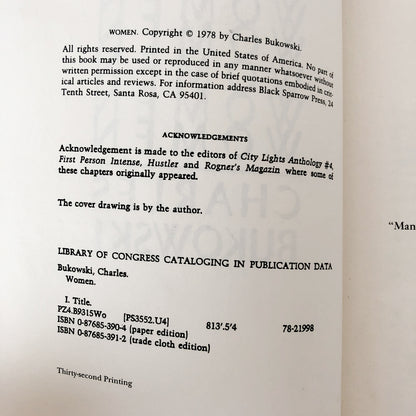 WOMEN. Copyright © 1978 by Charles Bukowski.
All rights reserved. Printed in the United States of America. No part of
this book may be used or reproduced in any manner whatsoever without
written permission except in the case of brief quotations embodied in crit-
ical articles and reviews. For information address Black Sparrow Press, 24
Tenth Street, Santa Rosa, CA 95401.
ACKNOWLEDGEMENTS
Acknowledgement is made to the editors of City Lights Anthology #4,
First Person Intense, Hustler and Rogner's Magazin where some of
these chapters originally appeared.
The cover drawing is by the author.
LIBRARY OF CONGRESS CATALOGING IN PUBLICATION DATA
Bukowski, Charles.
Women.
I. Title.
PZ4.B9315Wo [PS3552.U4] 813'.5'4 78-21998
ISBN 0-87685-390-4 (paper edition)
ISBN 0-87685-391-2 (trade cloth edition)
Thirty-second Printing
"Man